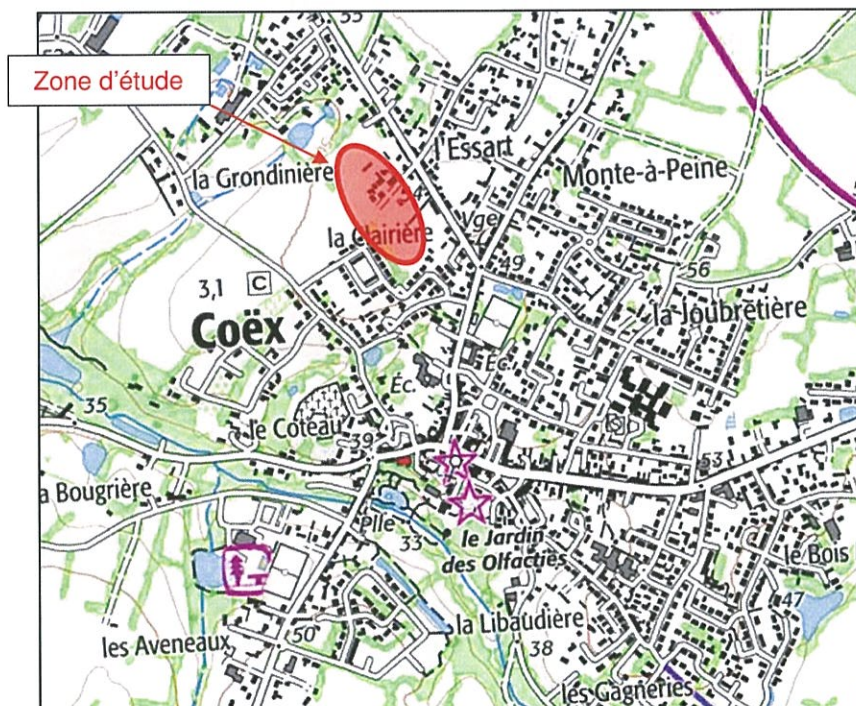 55
Zone d'étude
la Grondinière
l'Essart
Monte-à-Peine
la Clairière
Vge
49
56
3,1
C
Coëx
la Joubretière
Éc.
Éc.
35
le Coteau
39
53
a Bougrière
Plle
33
le Jardin
des Olfacties
le Bois
47
les Aveneaux
50
la Libaudière
38
les Gagneries